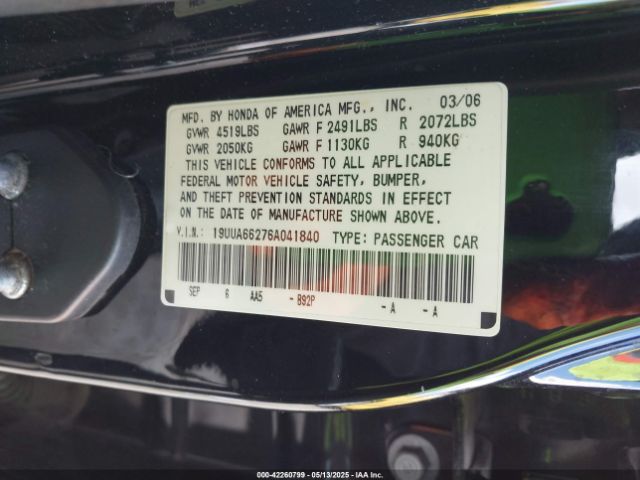 MFD. BY HONDA OF AMERICA MFG., INC. 03/06
GVWR 4519LBS GAWR F 2491LBS R 2072LBS
GVWR 2050KG GAWR F 1130KG R 940KG
THIS VEHICLE CONFORMS TO ALL APPLICABLE
FEDERAL MOTOR VEHICLE SAFETY, BUMPER,
AND THEFT PREVENTION STANDARDS IN EFFECT
ON THE DATE OF MANUFACTURE SHOWN ABOVE.
V.I.N.: 19UUA66276A041840 TYPE: PASSENGER CAR
SEP 6 AA5 - B92P - A - A
000-42260799 - 05/13/2025 - IAAI.COM